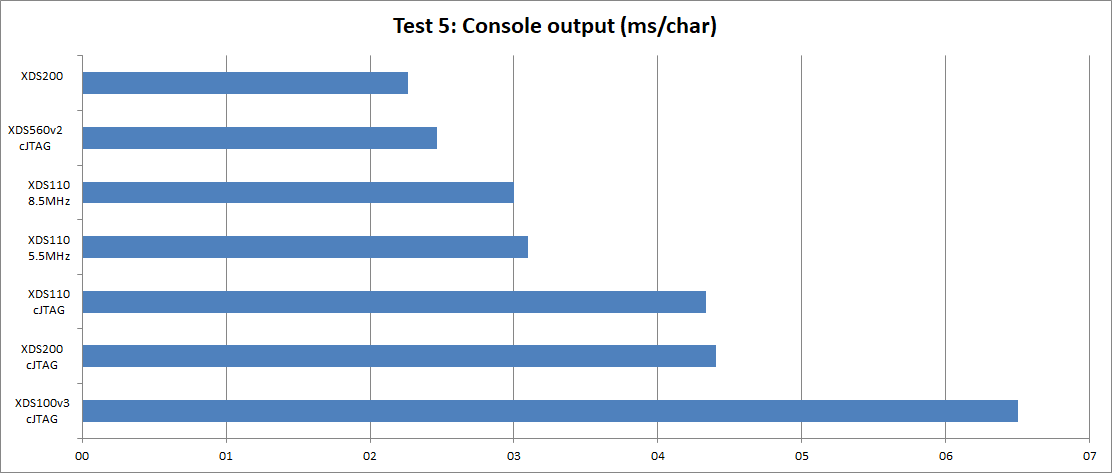 Test 5: Console output (ms/char)
XDS200
XDS560v2
cJTAG
XDS110
8.5MHz
XDS110
5.5MHz
XDS110
cJTAG
XDS200
cJTAG
XDS100v3
cJTAG
00 01 02 03 04 05 06 07